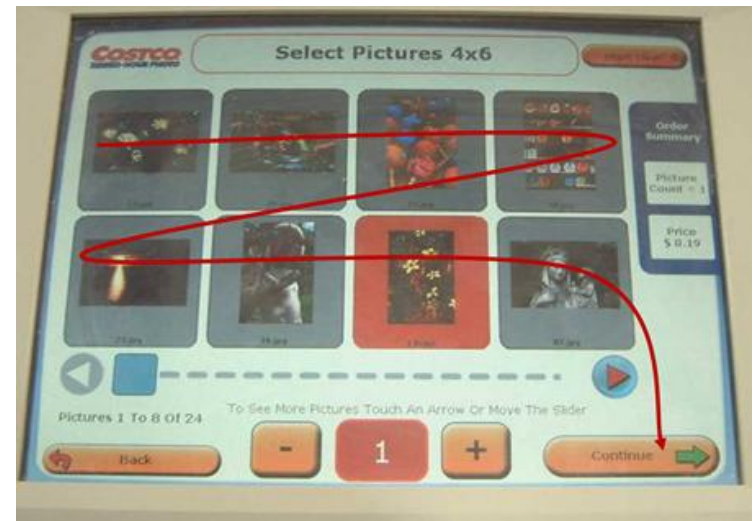 COSTCO
Select Pictures 4x6
Order
Summary
Picture
Count = 1
Price
$ 0.19
Pictures 1 To 8 Of 24
To See More Pictures Touch An Arrow Or Move The Slider
Back
-
1
+
Continue